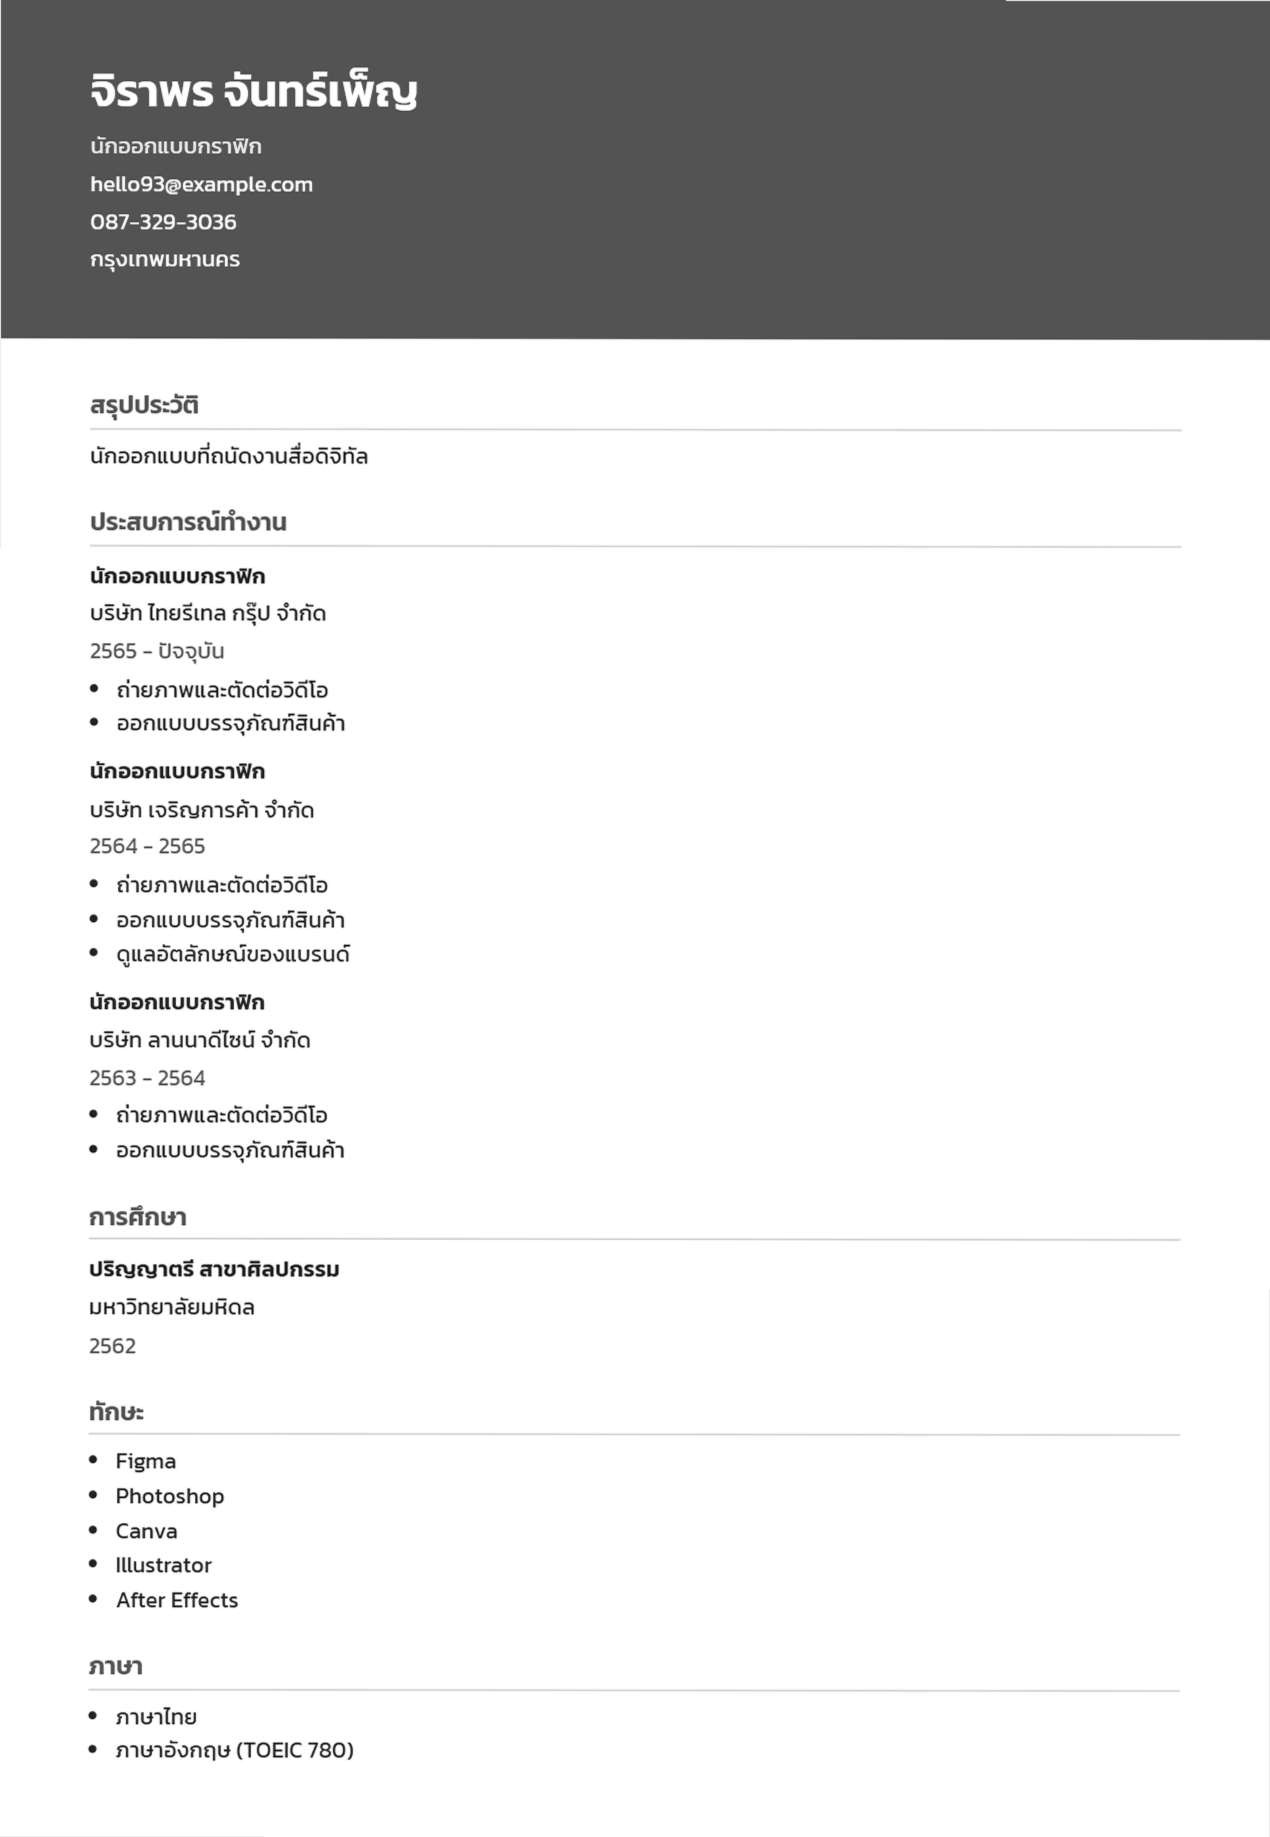 จิราพร จันทร์เพ็ญ
นักออกแบบกราฟิก
hello93@example.com
087-329-3036
กรุงเทพมหานคร
สรุปประวัติ
นักออกแบบที่ถนัดงานสื่อดิจิทัล
ประสบการณ์ทำงาน
นักออกแบบกราฟิก
บริษัท ไทยรีเทล กรุ๊ป จำกัด
2565 – ปัจจุบัน
• ถ่ายภาพและตัดต่อวิดีโอ
• ออกแบบบรรจุภัณฑ์สินค้า
นักออกแบบกราฟิก
บริษัท เจริญการค้า จำกัด
2564 – 2565
• ถ่ายภาพและตัดต่อวิดีโอ
• ออกแบบบรรจุภัณฑ์สินค้า
• ดูแลอัตลักษณ์ของแบรนด์
นักออกแบบกราฟิก
บริษัท ลานนาดีไซน์ จำกัด
2563 – 2564
• ถ่ายภาพและตัดต่อวิดีโอ
• ออกแบบบรรจุภัณฑ์สินค้า
การศึกษา
ปริญญาตรี สาขาศิลปกรรม
มหาวิทยาลัยมหิดล
2562
ทักษะ
• Figma
• Photoshop
• Canva
• Illustrator
• After Effects
ภาษา
• ภาษาไทย
• ภาษาอังกฤษ (TOEIC 780)